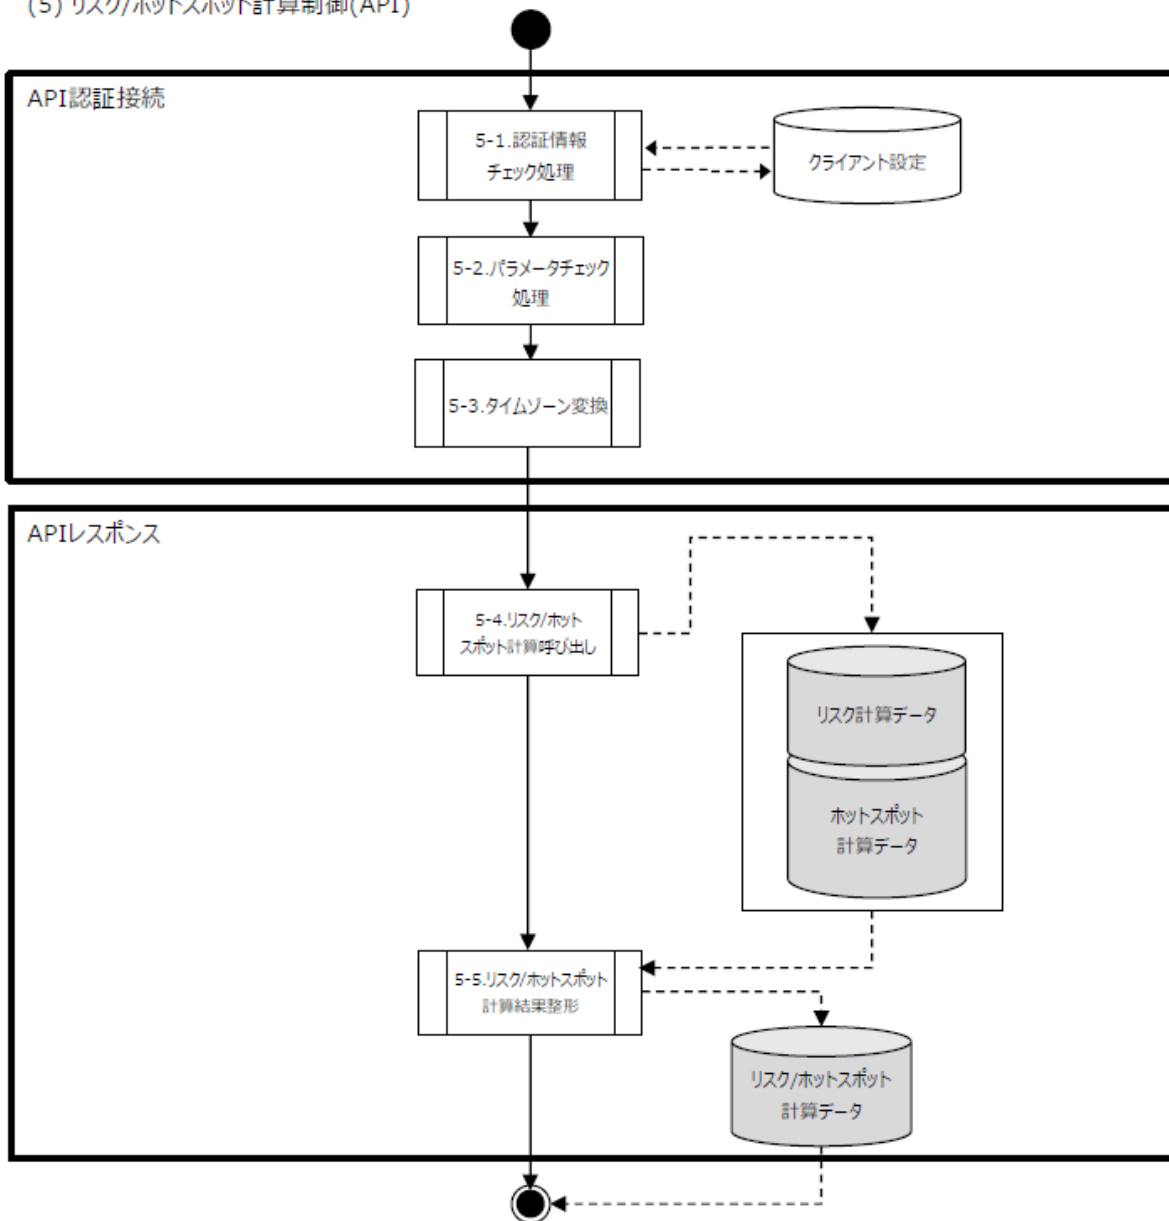 (5) リスク/ホットスポット計算制御(API)
API認証接続
5-1.認証情報
チェック処理
クライアント設定
5-2.パラメータチェック
処理
5-3.タイムゾーン変換
APIレスポンス
5-4.リスク/ホット
スポット計算呼び出し
リスク計算データ
ホットスポット
計算データ
5-5.リスク/ホットスポット
計算結果整形
リスク/ホットスポット
計算データ